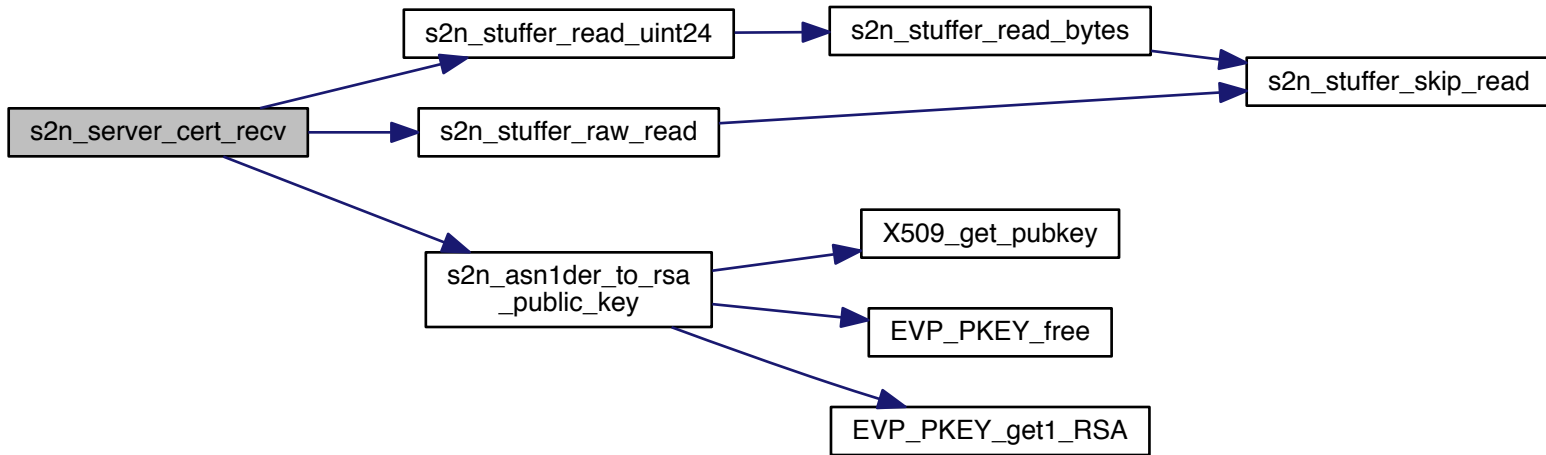 s2n_server_cert_recv
s2n_stuffer_read_uint24
s2n_stuffer_raw_read
s2n_asn1der_to_rsa
_public_key
s2n_stuffer_read_bytes
X509_get_pubkey
EVP_PKEY_free
EVP_PKEY_get1_RSA
s2n_stuffer_skip_read